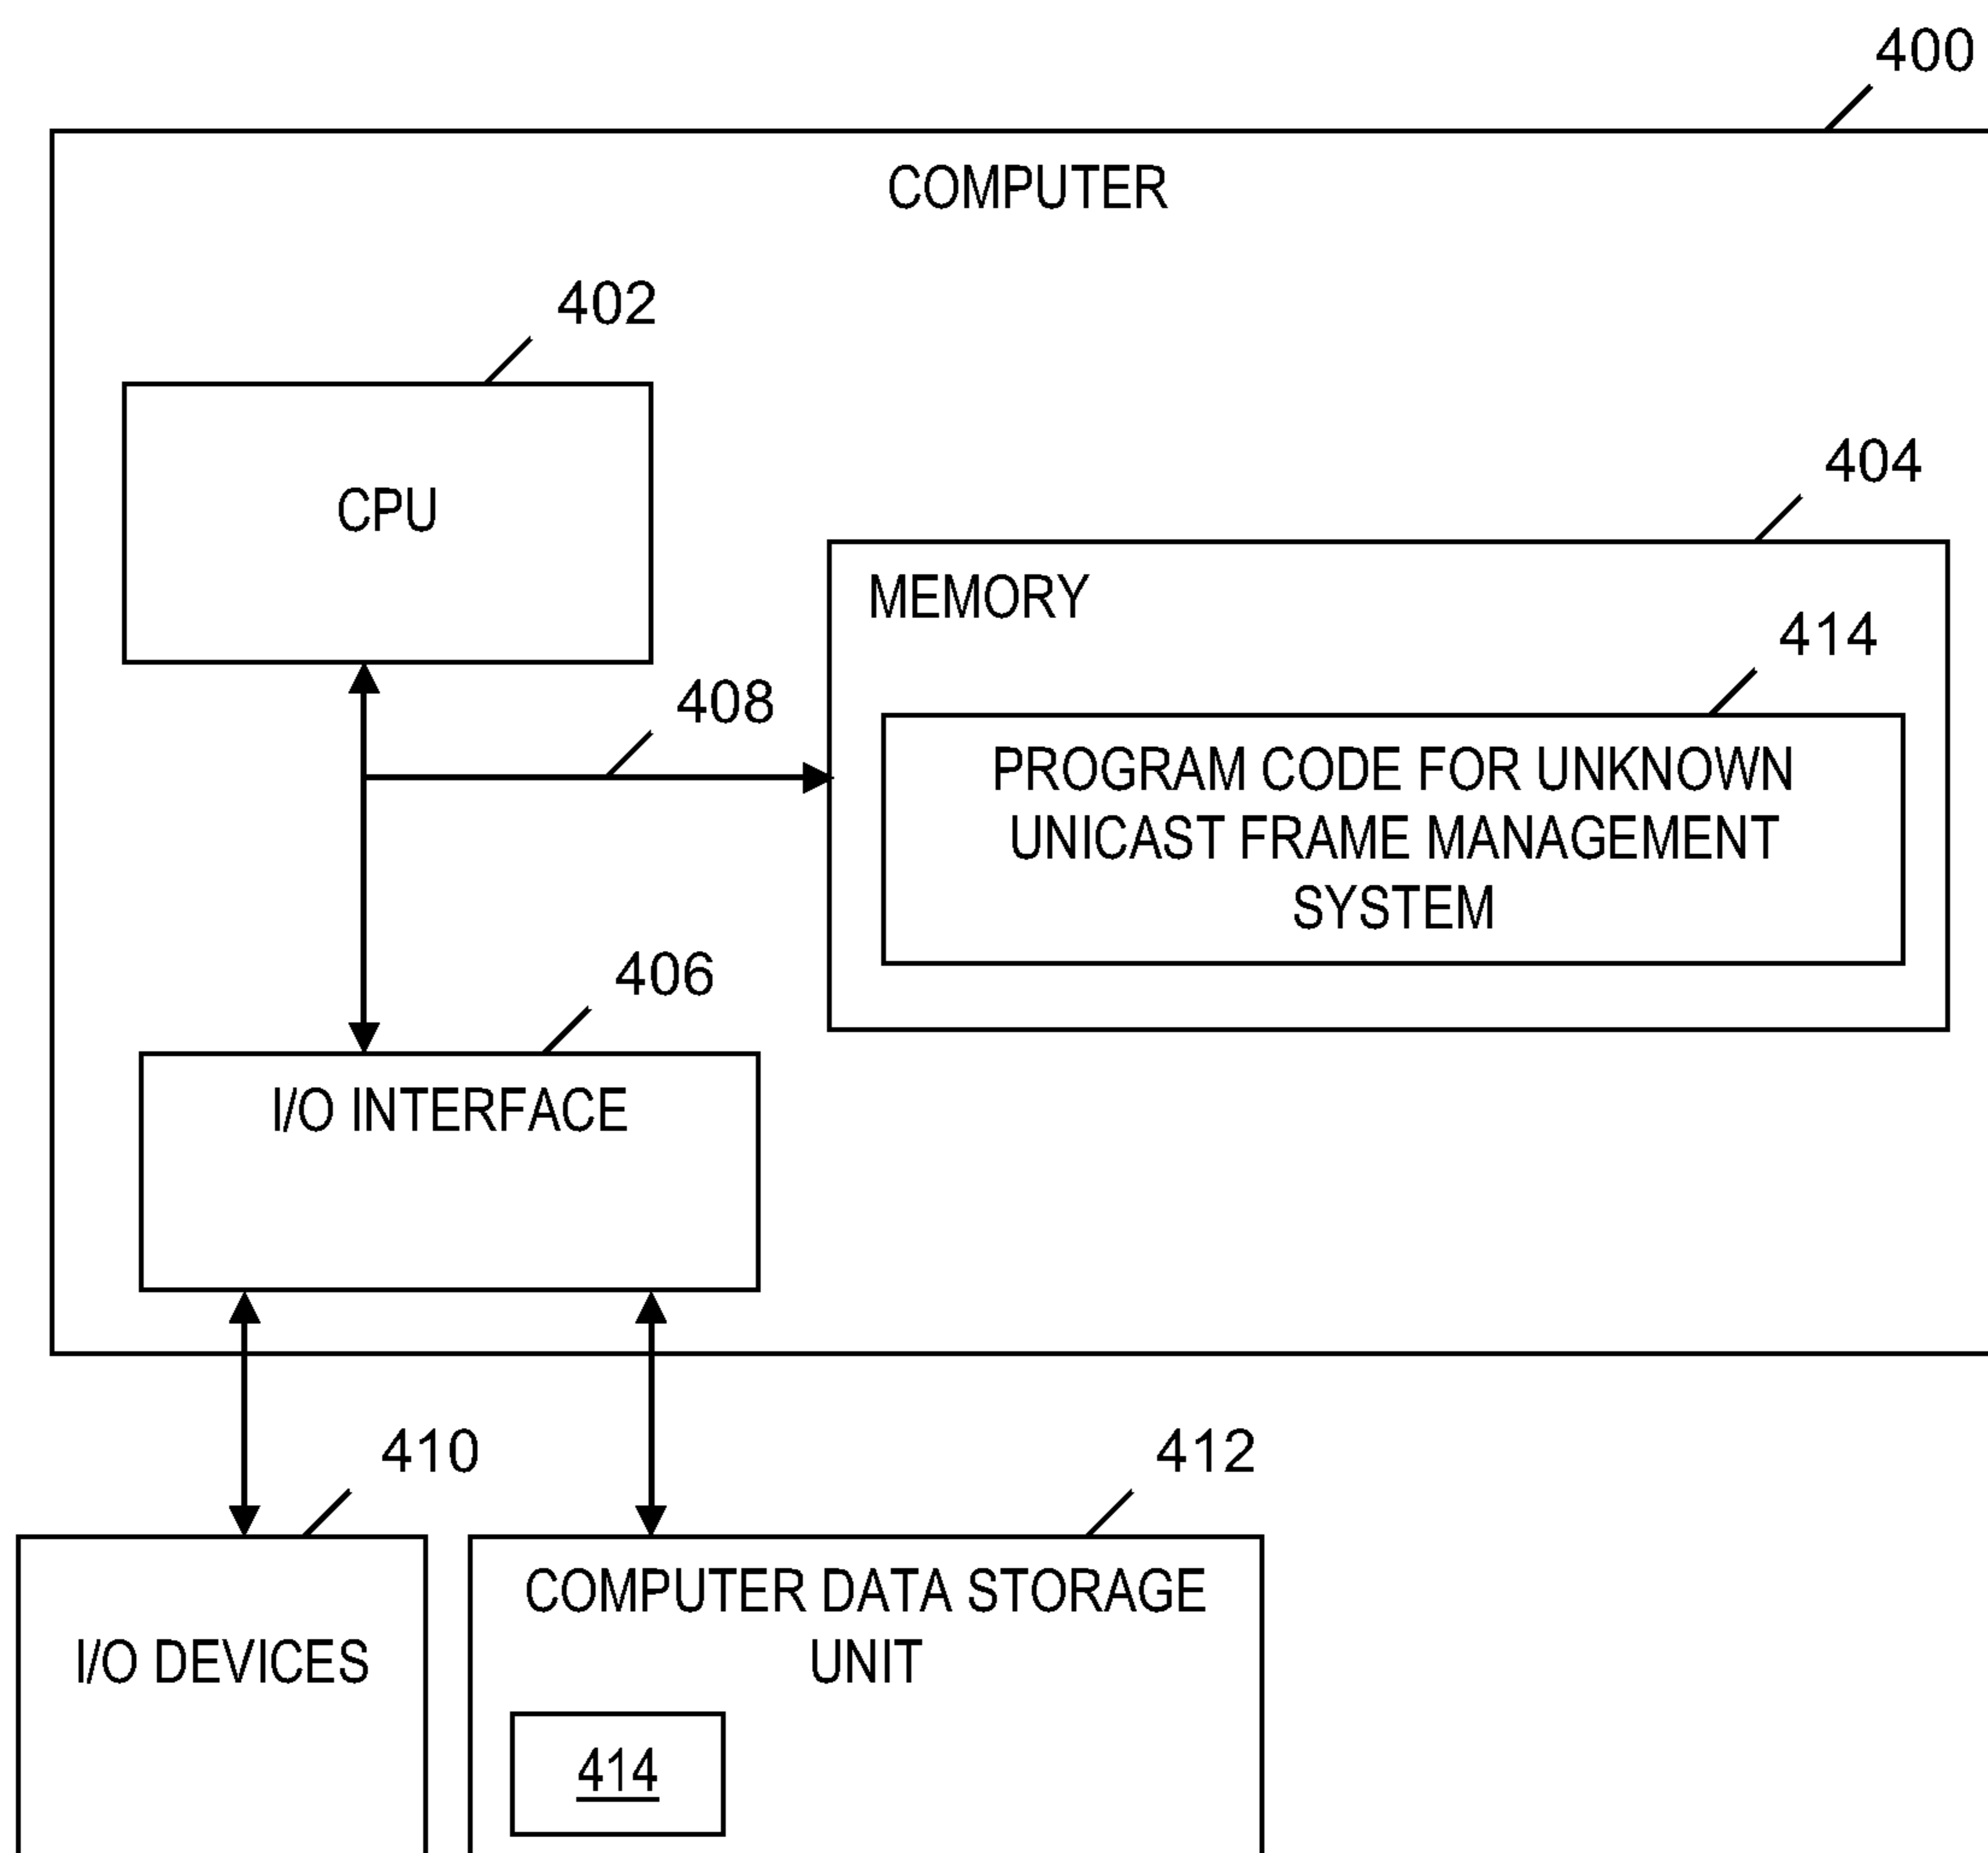 400
COMPUTER
402
CPU
404
MEMORY
414
408
PROGRAM CODE FOR UNKNOWN
UNICAST FRAME MANAGEMENT
SYSTEM
406
I/O INTERFACE
410
412
I/O DEVICES
COMPUTER DATA STORAGE
UNIT
414